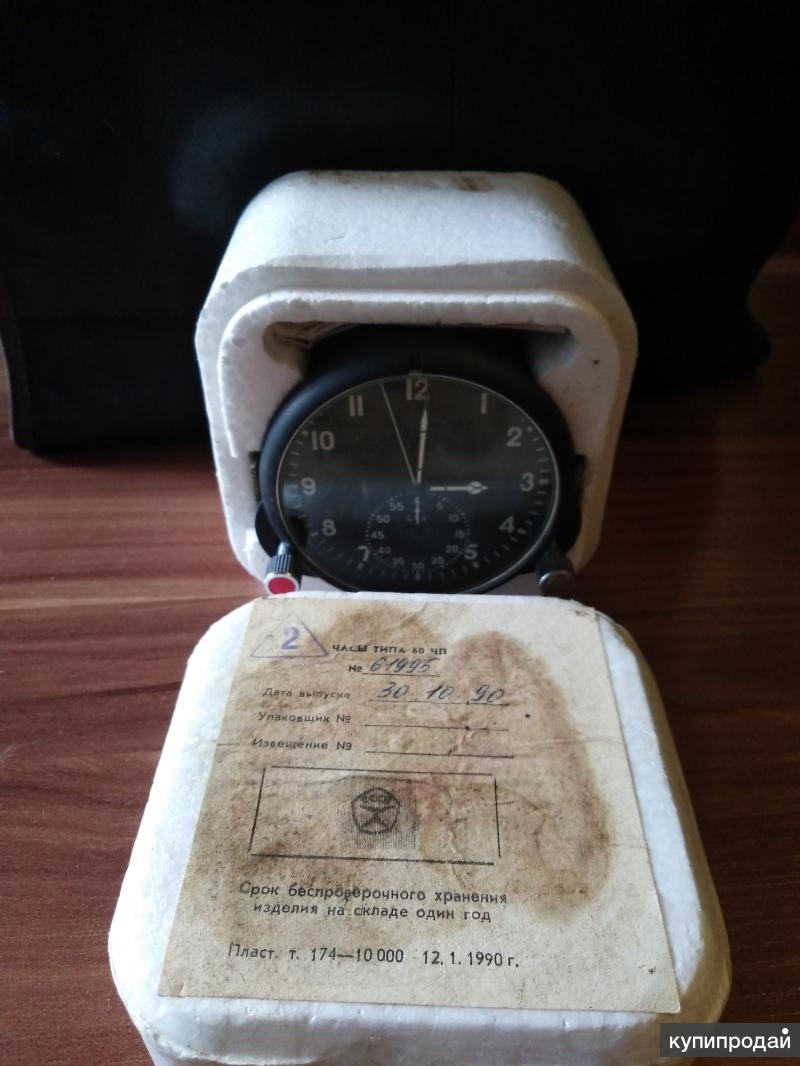 12
11 1
10 2
9 3
8 4
7 5
55 5
50 10
45 15
40 20
35 30 25
2
ЧАСЫ ТИПА 60 ЧП
№ 61995
Дата выпуска 30.10.90
Упаковщик №
Извещение №
Срок беспроверочного хранения
изделия на складе один год
Пласт. т. 174—10 000 12.1.1990 г.
купипродай